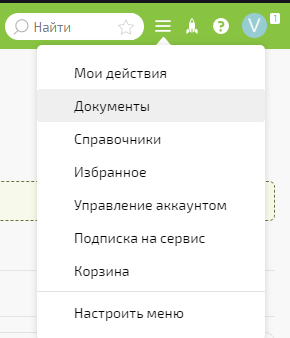 Найти
V
1
Мои действия
Документы
Справочники
Избранное
Управление аккаунтом
Подписка на сервис
Корзина
Настроить меню